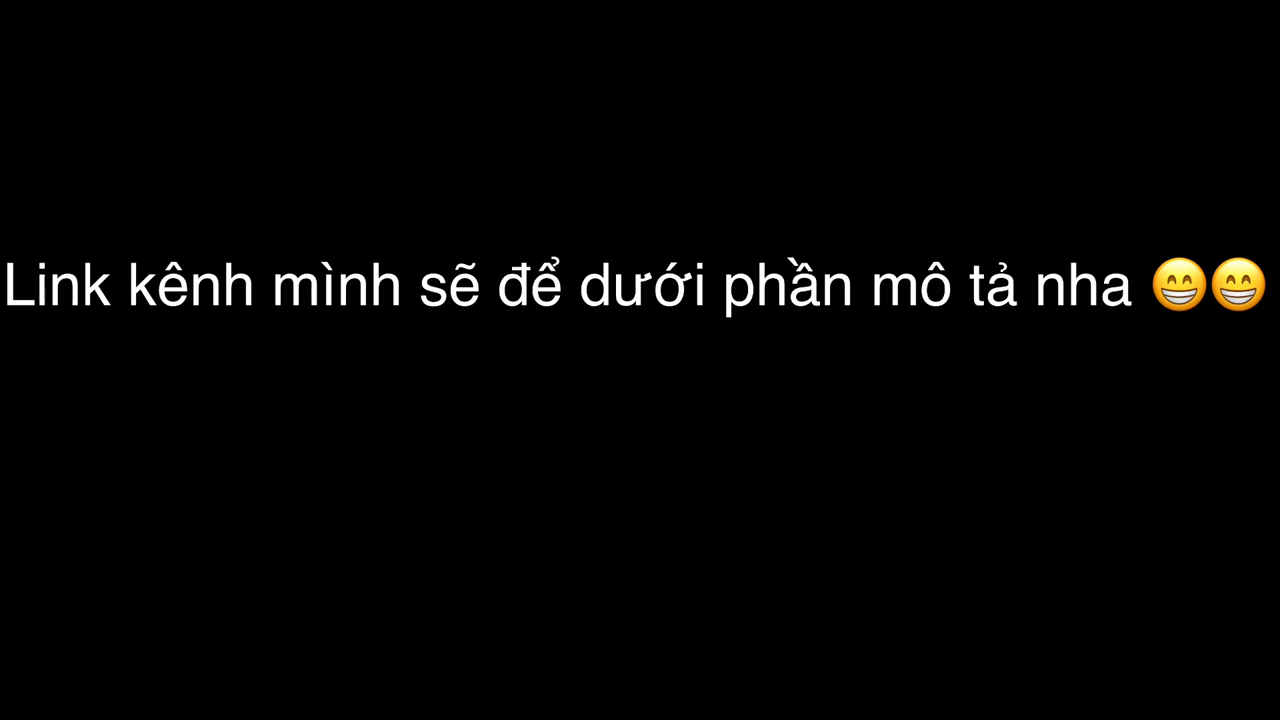 Link kênh mình sẽ để dưới phần mô tả nha 😁😁